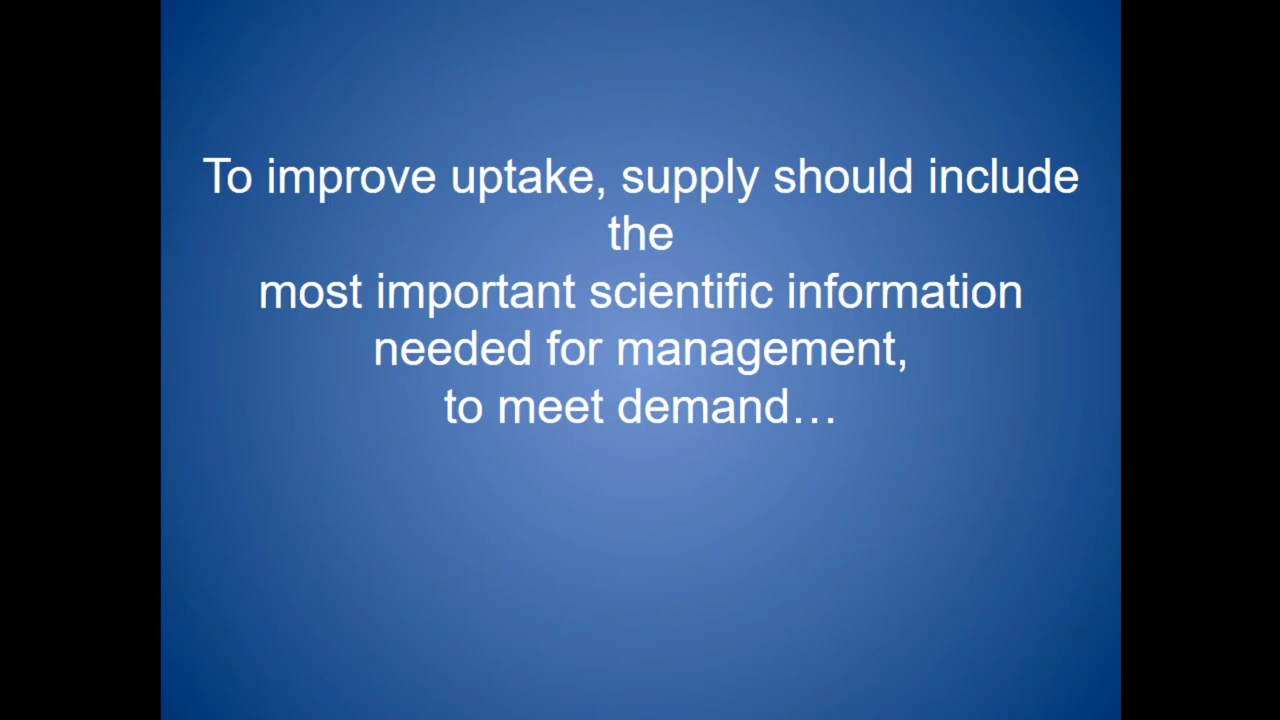 To improve uptake, supply should include
the
most important scientific information
needed for management,
to meet demand…